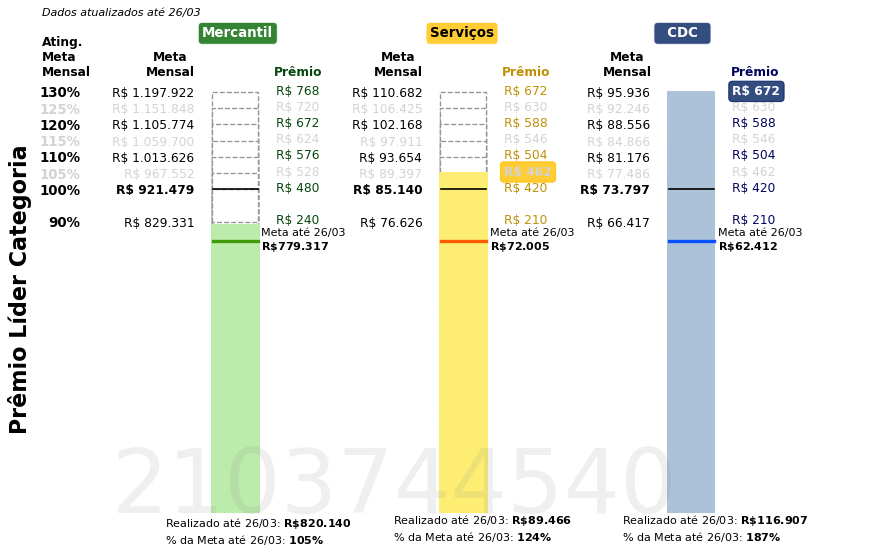 Dados atualizados até 26/03
Mercantil Serviços CDC
Ating.
Meta Meta Meta Meta
Mensal Mensal Prêmio Mensal Prêmio Mensal Prêmio
130% R$ 1.197.922 R$ 768 R$ 110.682 R$ 672 R$ 95.936 R$ 672
125% R$ 1.151.848 R$ 720 R$ 106.425 R$ 630 R$ 92.246 R$ 630
120% R$ 1.105.774 R$ 672 R$ 102.168 R$ 588 R$ 88.556 R$ 588
115% R$ 1.059.700 R$ 624 R$ 97.911 R$ 546 R$ 84.866 R$ 546
110% R$ 1.013.626 R$ 576 R$ 93.654 R$ 504 R$ 81.176 R$ 504
105% R$ 967.552 R$ 528 R$ 89.397 R$ 462 R$ 77.486 R$ 462
100% R$ 921.479 R$ 480 R$ 85.140 R$ 420 R$ 73.797 R$ 420
90% R$ 829.331 R$ 240 R$ 76.626 R$ 210 R$ 66.417 R$ 210
Meta até 26/03 Meta até 26/03 Meta até 26/03
R$779.317 R$72.005 R$62.412
Prêmio Líder Categoria
2103744540
Realizado até 26/03: R$820.140 Realizado até 26/03: R$89.466 Realizado até 26/03: R$116.907
% da Meta até 26/03: 105% % da Meta até 26/03: 124% % da Meta até 26/03: 187%